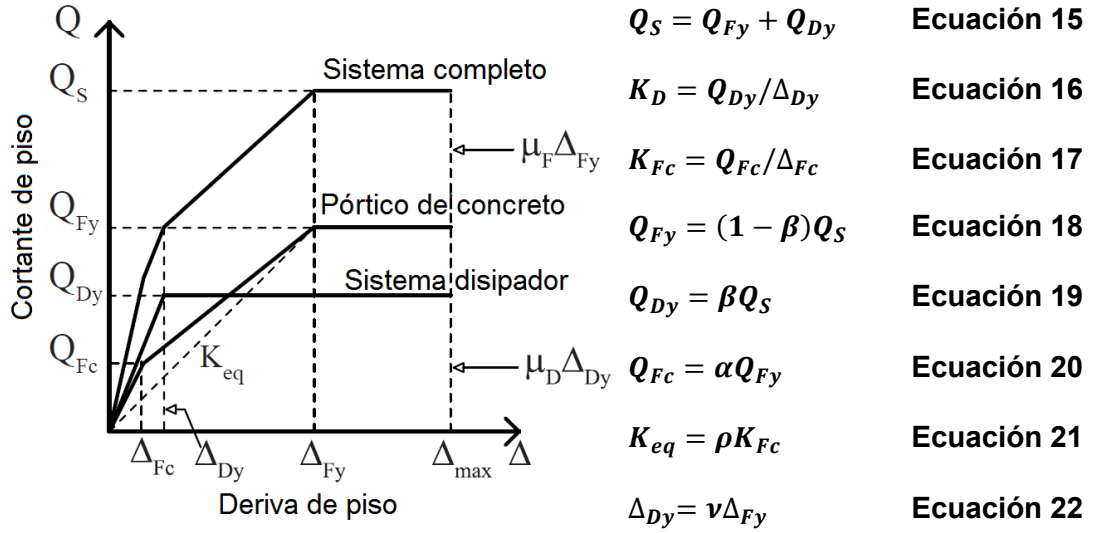 Q
Q_S
Sistema completo
μ_F Δ_Fy
Cortante de piso
Q_Fy
Pórtico de concreto
Q_Dy
Sistema disipador
Q_Fc
K_eq
μ_D Δ_Dy
Δ_Fc
Δ_Dy
Δ_Fy
Δ_max
Δ
Deriva de piso
Q_S = Q_Fy + Q_Dy Ecuación 15
K_D = Q_Dy/Δ_Dy Ecuación 16
K_Fc = Q_Fc/Δ_Fc Ecuación 17
Q_Fy = (1 − β)Q_S Ecuación 18
Q_Dy = βQ_S Ecuación 19
Q_Fc = αQ_Fy Ecuación 20
K_eq = ρK_Fc Ecuación 21
Δ_Dy = νΔ_Fy Ecuación 22